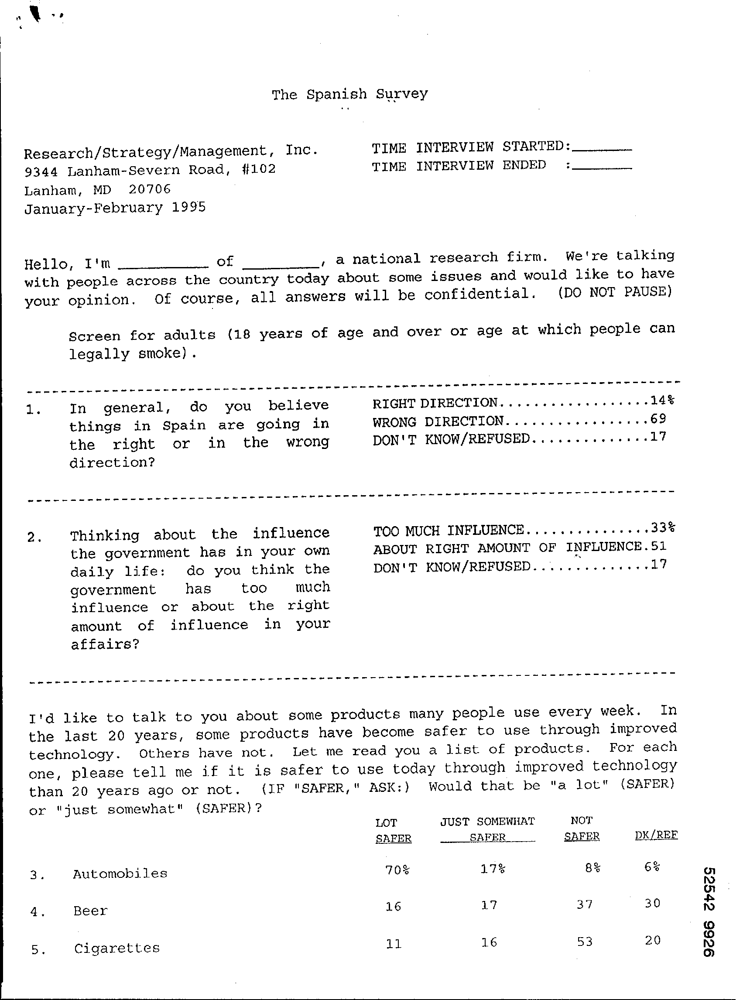 The Spanish Survey
Research/Strategy/Management, Inc.
9344 Lanham-Severn Road, #102
Lanham, MD 20706
January-February 1995
TIME INTERVIEW STARTED:_______
TIME INTERVIEW ENDED :_______
Hello, I'm __________ of _________, a national research firm. We're talking
with people across the country today about some issues and would like to have
your opinion. Of course, all answers will be confidential. (DO NOT PAUSE)
Screen for adults (18 years of age and over or age at which people can
legally smoke).
1. In general, do you believe
things in Spain are going in
the right or in the wrong
direction?
RIGHT DIRECTION..................14%
WRONG DIRECTION.................69
DON'T KNOW/REFUSED..............17
2. Thinking about the influence
the government has in your own
daily life: do you think the
government has too much
influence or about the right
amount of influence in your
affairs?
TOO MUCH INFLUENCE...............33%
ABOUT RIGHT AMOUNT OF INFLUENCE.51
DON'T KNOW/REFUSED..............17
I'd like to talk to you about some products many people use every week. In
the last 20 years, some products have become safer to use through improved
technology. Others have not. Let me read you a list of products. For each
one, please tell me if it is safer to use today through improved technology
than 20 years ago or not. (IF "SAFER," ASK:) Would that be "a lot" (SAFER)
or "just somewhat" (SAFER)?
LOT JUST SOMEWHAT NOT
SAFER SAFER SAFER DK/REF
3. Automobiles 70% 17% 8% 6%
4. Beer 16 17 37 30
5. Cigarettes 11 16 53 20
52542 9926